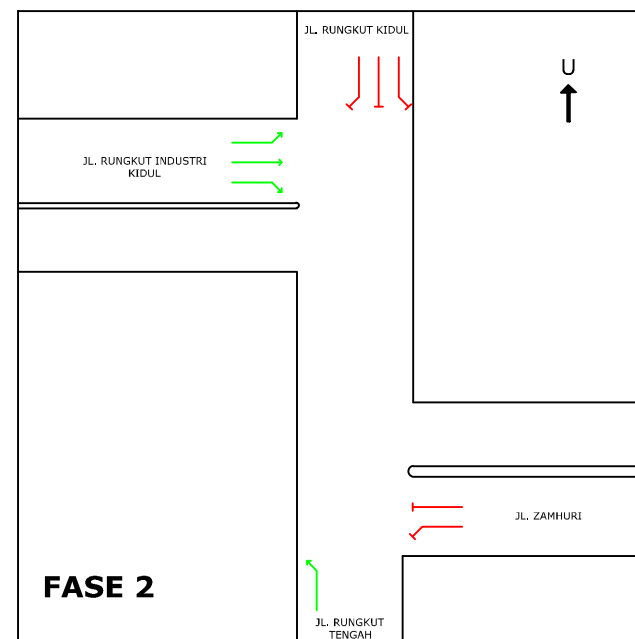 JL. RUNGKUT KIDUL
U
JL. RUNGKUT INDUSTRI
KIDUL
JL. ZAMHURI
FASE 2
JL. RUNGKUT
TENGAH